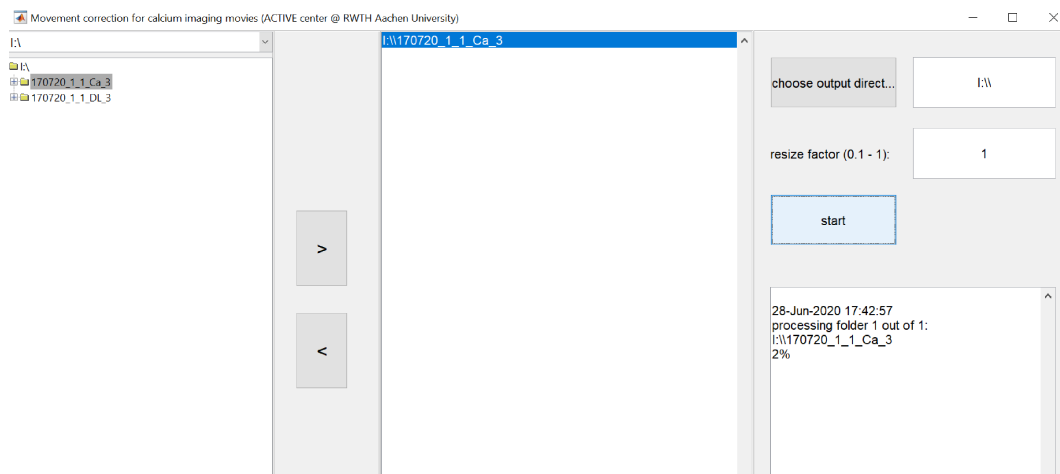 Movement correction for calcium imaging movies (ACTIVE center @ RWTH Aachen University)
I:\
I:\
170720_1_1_Ca_3
170720_1_1_DL_3
>
<
I:\\170720_1_1_Ca_3
choose output direct...
I:\\
resize factor (0.1 - 1):
1
start
28-Jun-2020 17:42:57
processing folder 1 out of 1:
I:\\170720_1_1_Ca_3
2%